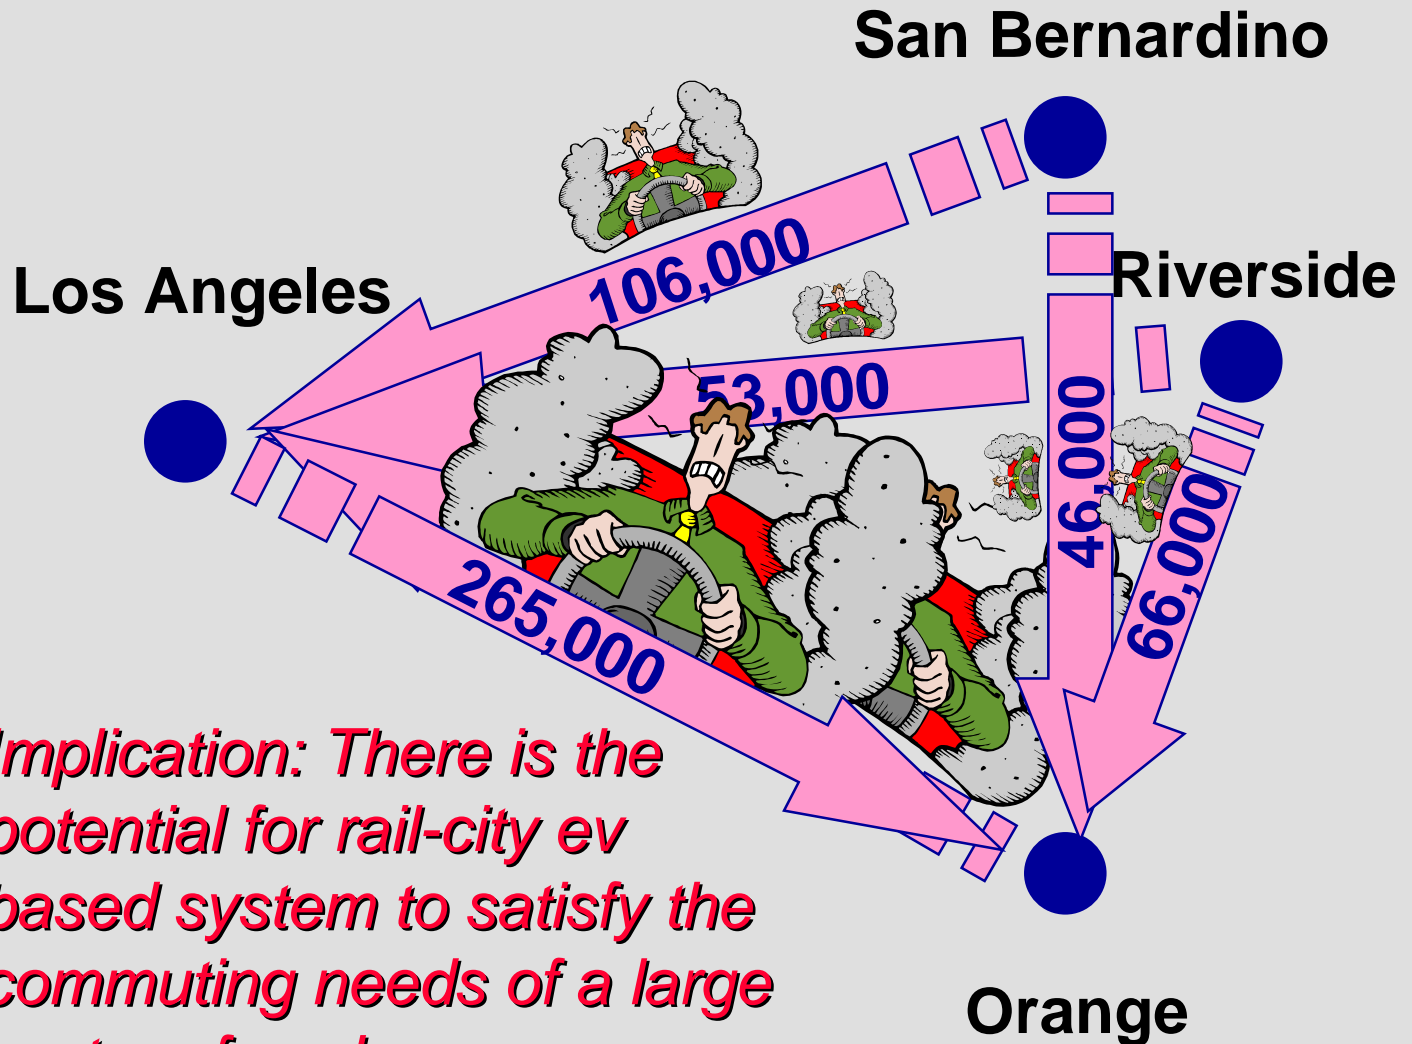 San Bernardino
Riverside
Los Angeles
106,000
53,000
46,000
66,000
265,000
Implication: There is the
potential for rail-city ev
based system to satisfy the
commuting needs of a large
Orange